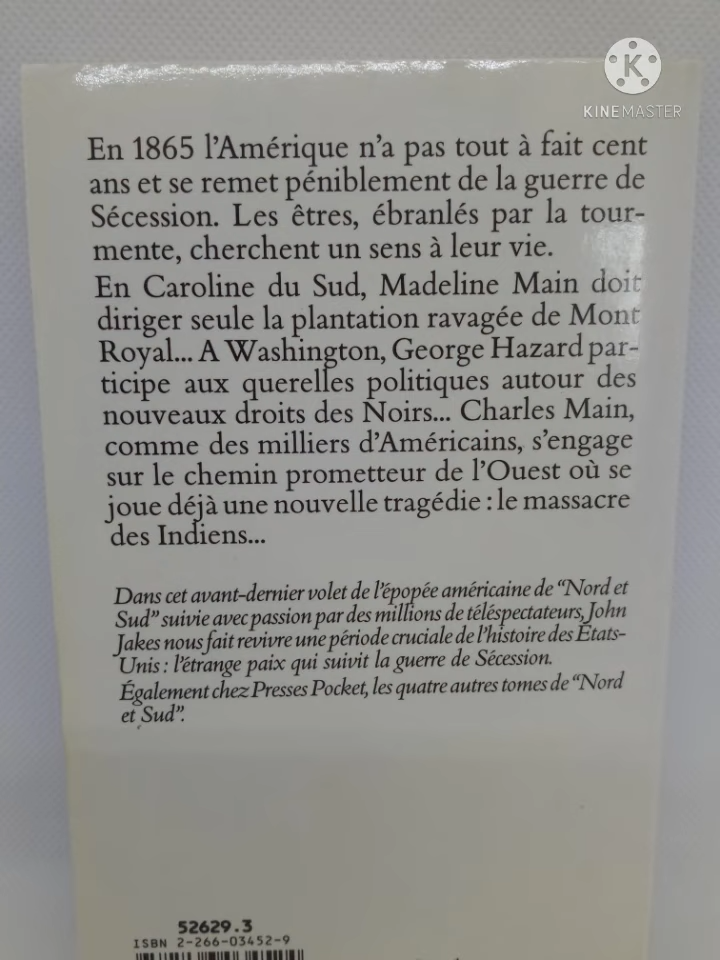 K
KINEMASTER
En 1865 l'Amérique n'a pas tout à fait cent
ans et se remet péniblement de la guerre de
Sécession. Les êtres, ébranlés par la tour-
mente, cherchent un sens à leur vie.
En Caroline du Sud, Madeline Main doit
diriger seule la plantation ravagée de Mont
Royal... A Washington, George Hazard par-
ticipe aux querelles politiques autour des
nouveaux droits des Noirs... Charles Main,
comme des milliers d'Américains, s'engage
sur le chemin prometteur de l'Ouest où se
joue déjà une nouvelle tragédie : le massacre
des Indiens...
Dans cet avant-dernier volet de l'épopée américaine de “Nord et
Sud” suivie avec passion par des millions de téléspectateurs, John
Jakes nous fait revivre une période cruciale de l'histoire des États-
Unis : l'étrange paix qui suivit la guerre de Sécession.
Également chez Presses Pocket, les quatre autres tomes de “Nord
et Sud”.
52629.3
ISBN 2-266-03452-9